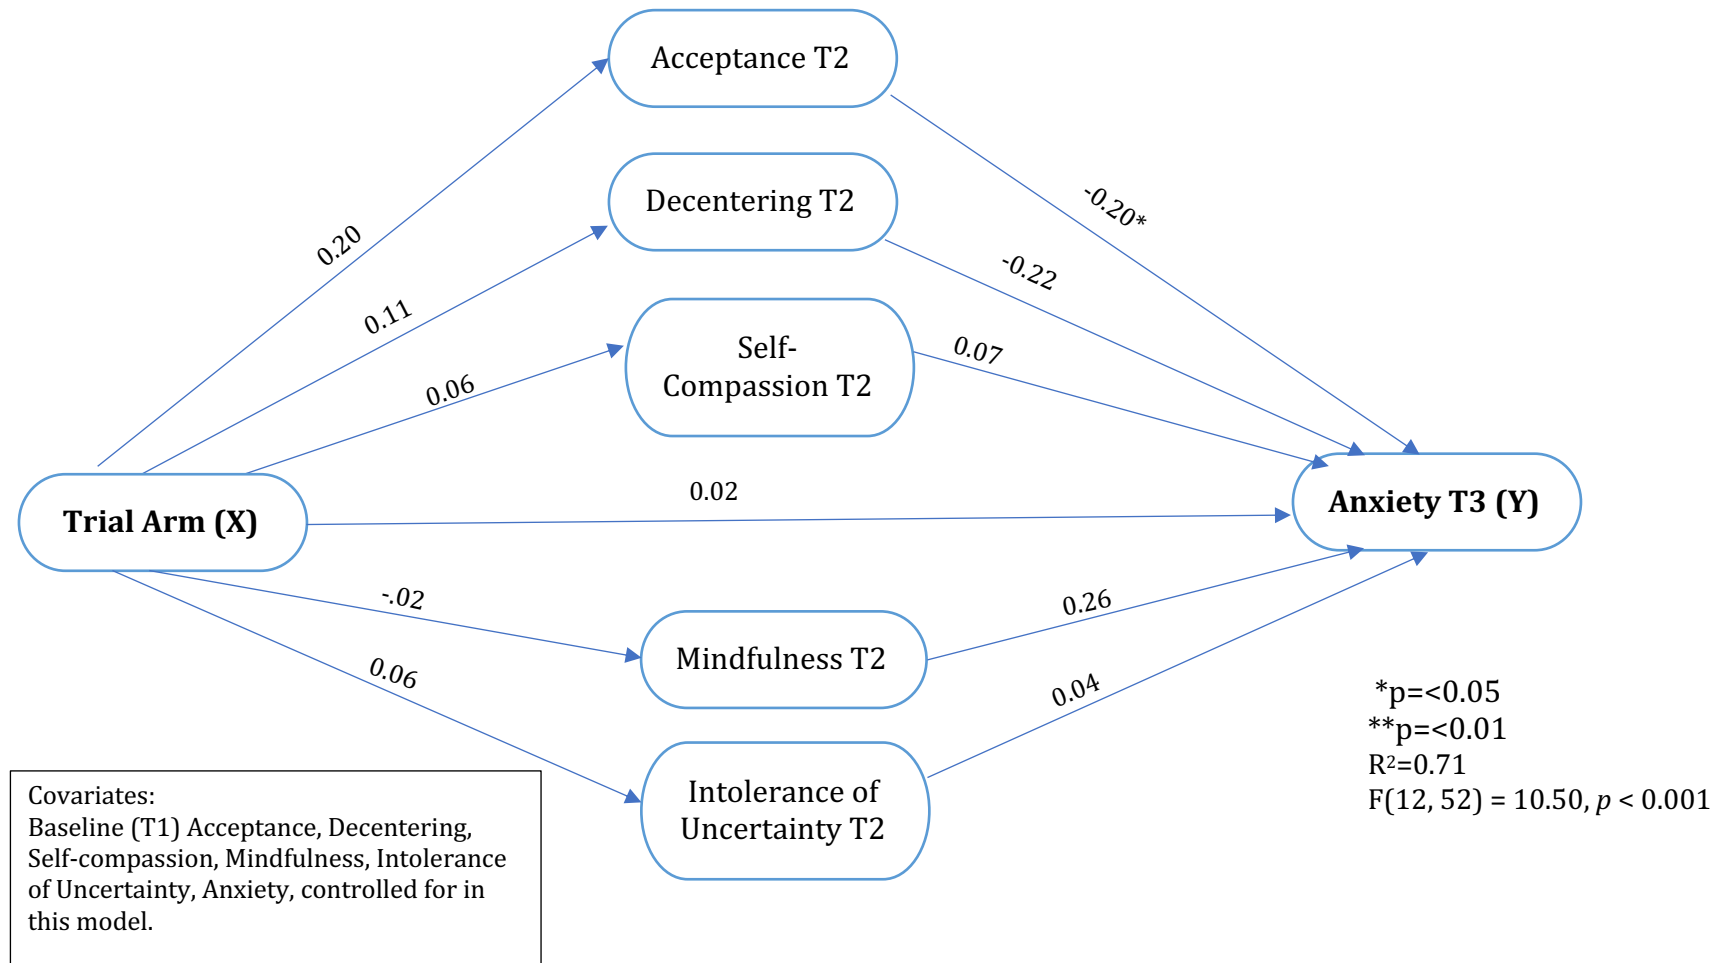 Acceptance T2
Decentering T2
Self-
Compassion T2
Trial Arm (X)
Anxiety T3 (Y)
Mindfulness T2
Intolerance of
Uncertainty T2
0.20
0.11
0.06
0.02
-.02
0.06
-0.20*
-0.22
0.07
0.26
0.04
*p=<0.05
**p=<0.01
R²=0.71
F(12, 52) = 10.50, p < 0.001
Covariates:
Baseline (T1) Acceptance, Decentering,
Self-compassion, Mindfulness, Intolerance
of Uncertainty, Anxiety, controlled for in
this model.